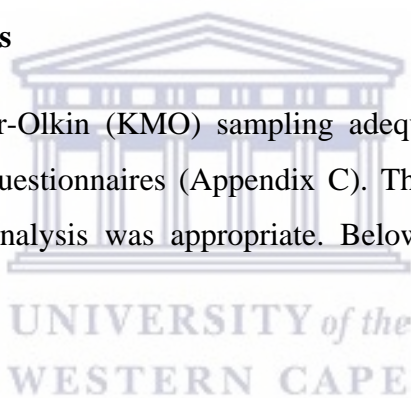 s
r-Olkin (KMO) sampling adeq
uestionnaires (Appendix C). Th
nalysis was appropriate. Below
UNIVERSITY of the
WESTERN CAPE